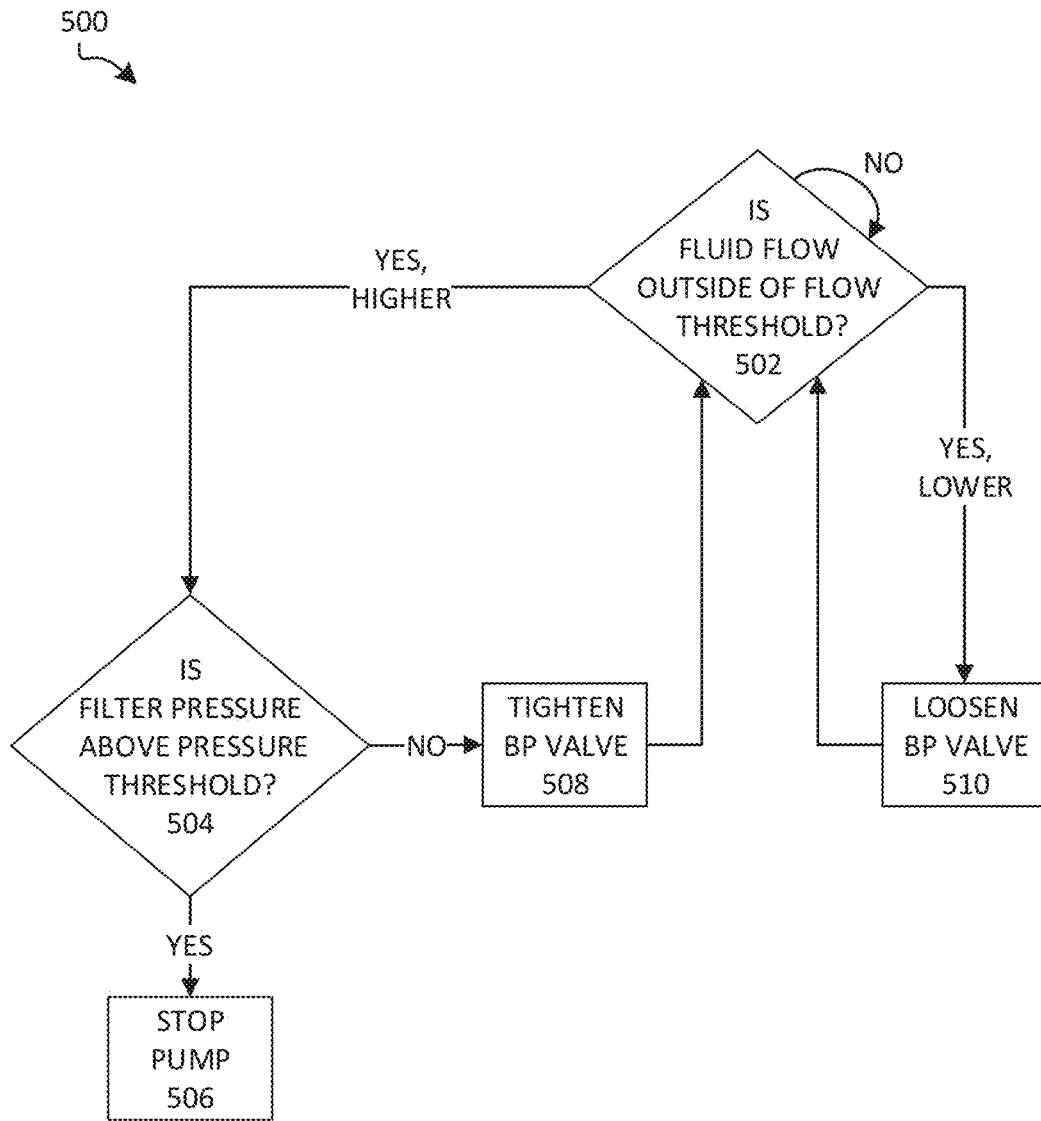 500
NO
IS
FLUID FLOW
OUTSIDE OF FLOW
THRESHOLD?
502
YES,
HIGHER
YES,
LOWER
IS
FILTER PRESSURE
ABOVE PRESSURE
THRESHOLD?
504
NO
TIGHTEN
BP VALVE
508
LOOSEN
BP VALVE
510
YES
STOP
PUMP
506